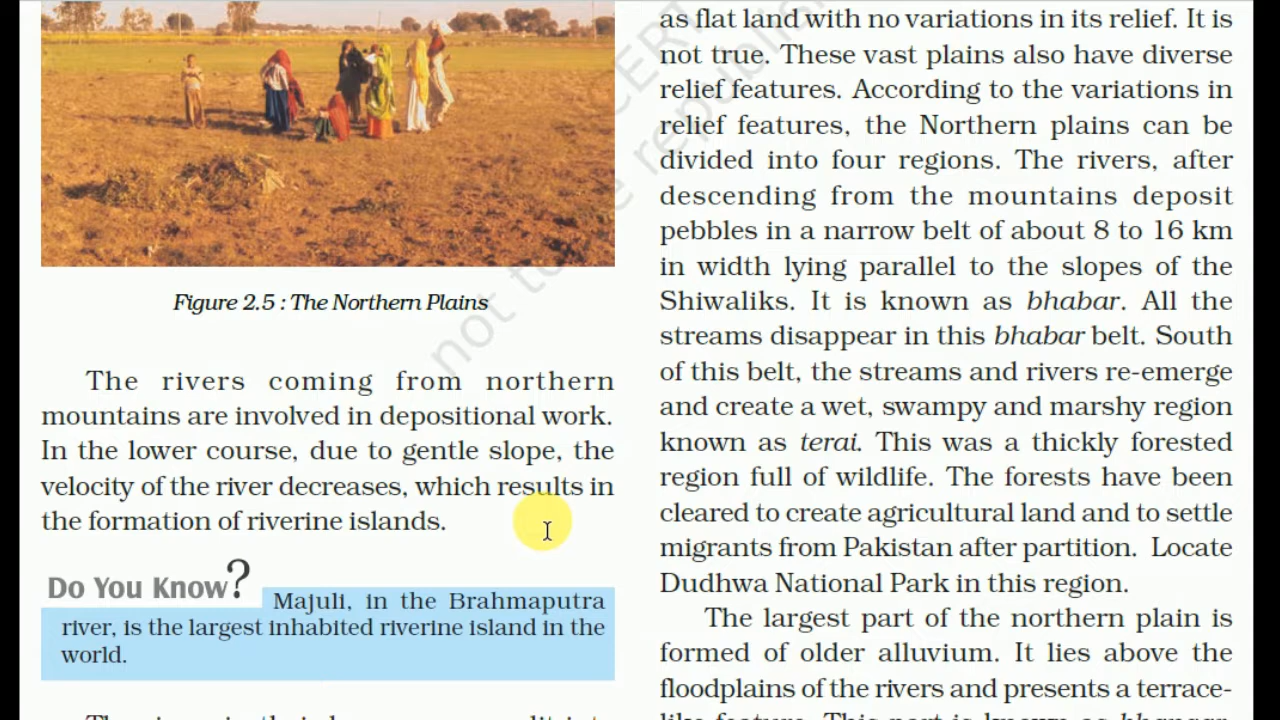 Figure 2.5 : The Northern Plains
The rivers coming from northern
mountains are involved in depositional work.
In the lower course, due to gentle slope, the
velocity of the river decreases, which results in
the formation of riverine islands.
Do You Know?
Majuli, in the Brahmaputra
river, is the largest inhabited riverine island in the
world.
as flat land with no variations in its relief. It is
not true. These vast plains also have diverse
relief features. According to the variations in
relief features, the Northern plains can be
divided into four regions. The rivers, after
descending from the mountains deposit
pebbles in a narrow belt of about 8 to 16 km
in width lying parallel to the slopes of the
Shiwaliks. It is known as bhabar. All the
streams disappear in this bhabar belt. South
of this belt, the streams and rivers re-emerge
and create a wet, swampy and marshy region
known as terai. This was a thickly forested
region full of wildlife. The forests have been
cleared to create agricultural land and to settle
migrants from Pakistan after partition. Locate
Dudhwa National Park in this region.
The largest part of the northern plain is
formed of older alluvium. It lies above the
floodplains of the rivers and presents a terrace-